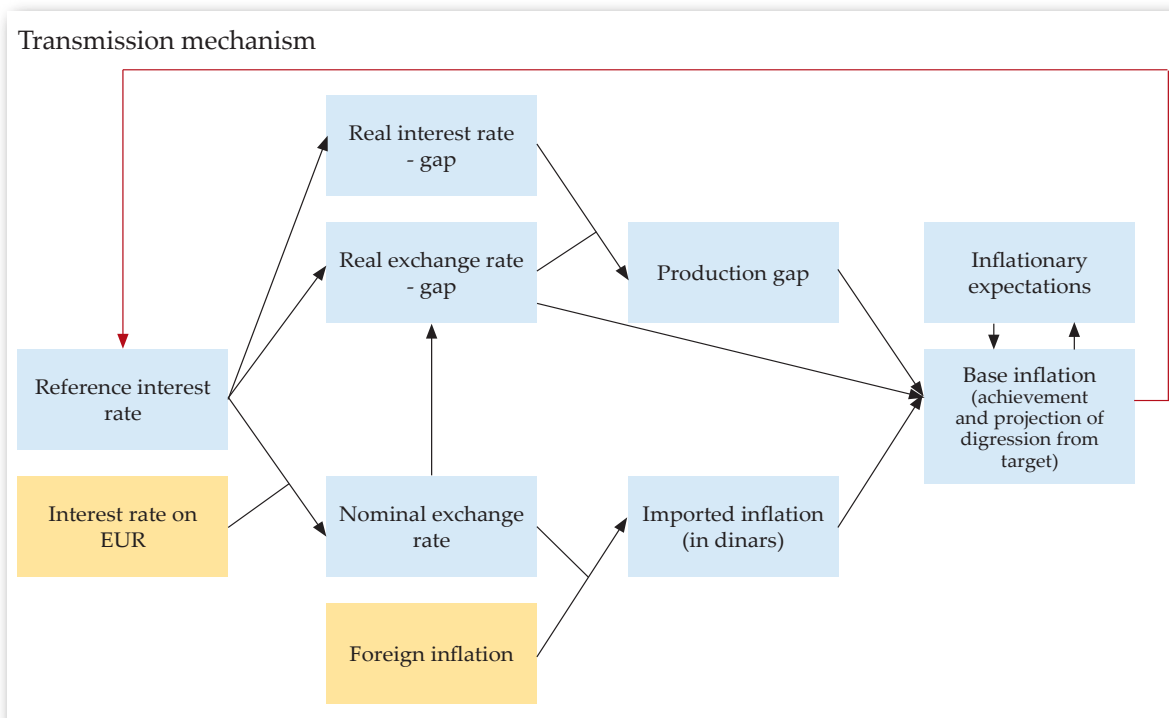 Transmission mechanism
Real interest rate
- gap
Real exchange rate
- gap
Production gap
Inflationary
expectations
Reference interest
rate
Base inflation
(achievement
and projection of
digression from
target)
Interest rate on
EUR
Nominal exchange
rate
Imported inflation
(in dinars)
Foreign inflation